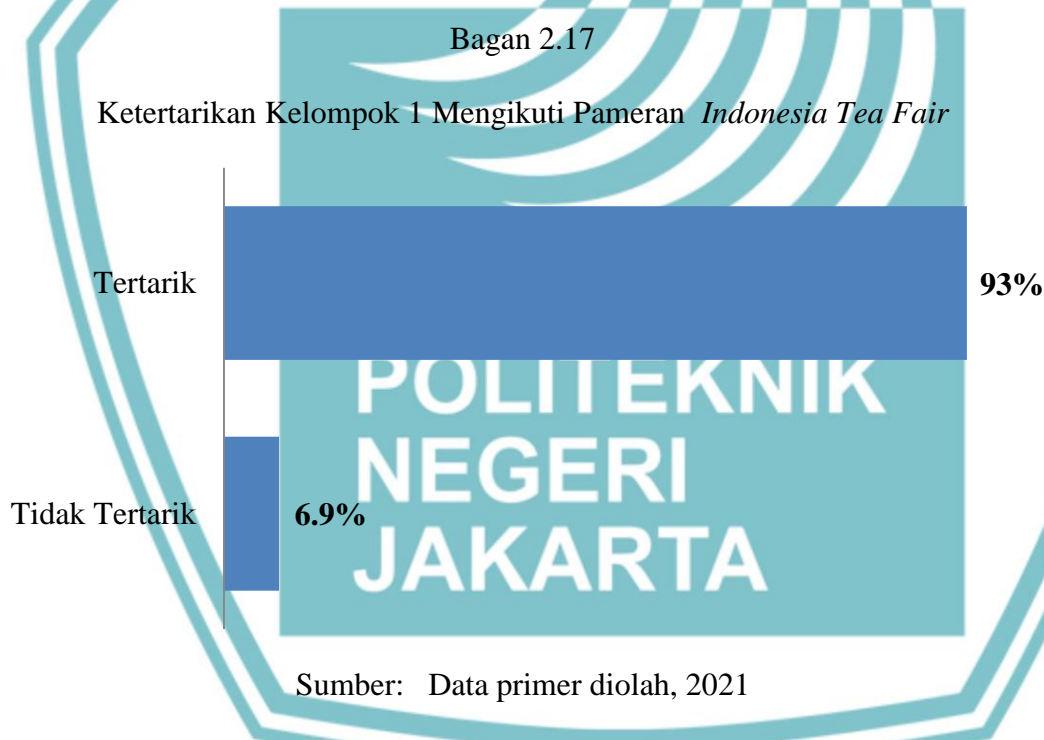 Bagan 2.17
Ketertarikan Kelompok 1 Mengikuti Pameran Indonesia Tea Fair
Tertarik
93%
POLITEKNIK
NEGERI
JAKARTA
Tidak Tertarik
6.9%
Sumber: Data primer diolah, 2021